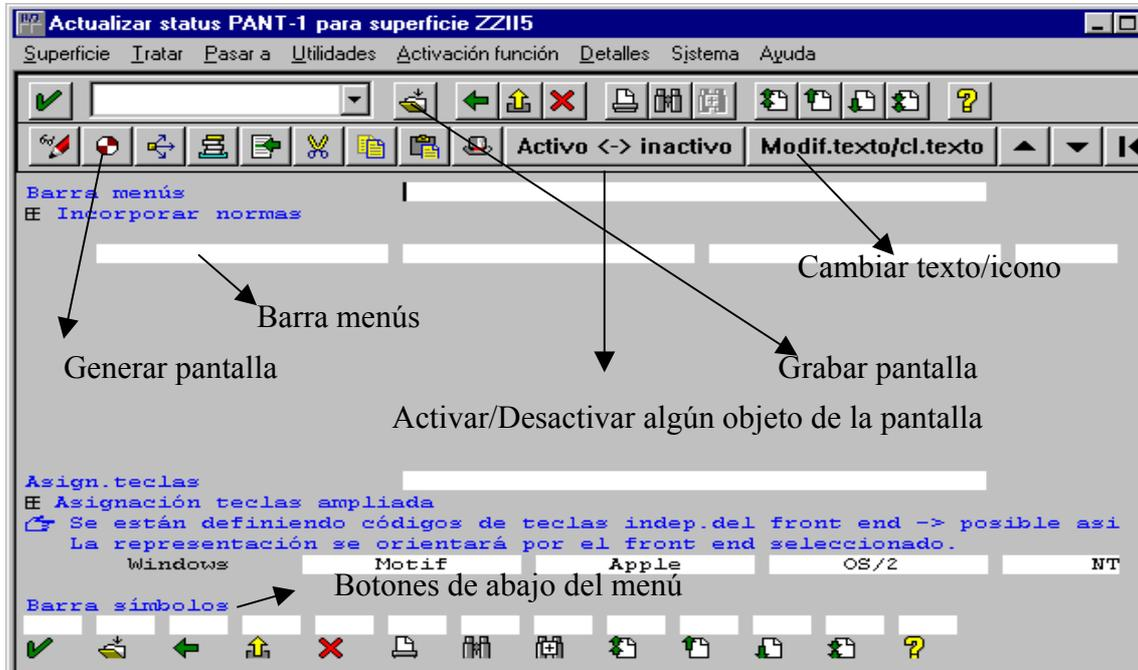 Actualizar status PANT-1 para superficie ZZII5
Superficie Tratar Pasar a Utilidades Activación función Detalles Sistema Ayuda
Activo <-> inactivo Modif.texto/cl.texto
Barra menús
Incorporar normas
Cambiar texto/icono
Barra menús
Generar pantalla
Grabar pantalla
Activar/Desactivar algún objeto de la pantalla
Asign.teclas
Asignación teclas ampliada
Se están definiendo códigos de teclas indep.del front end -> posible asi
La representación se orientará por el front end seleccionado.
Windows Motif Apple OS/2 NT
Botones de abajo del menú
Barra símbolos